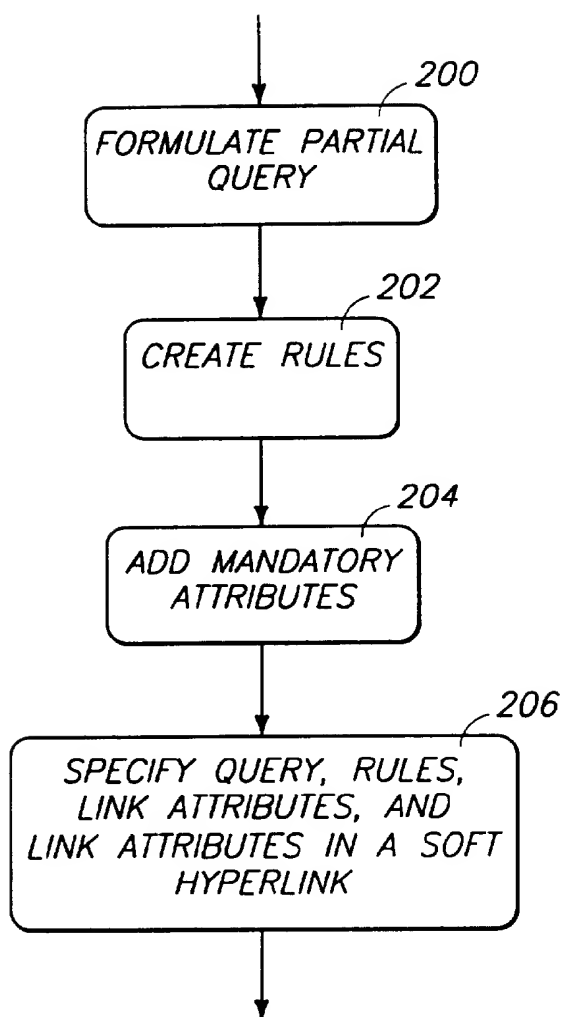 200
FORMULATE PARTIAL
QUERY
202
CREATE RULES
204
ADD MANDATORY
ATTRIBUTES
206
SPECIFY QUERY, RULES,
LINK ATTRIBUTES, AND
LINK ATTRIBUTES IN A SOFT
HYPERLINK